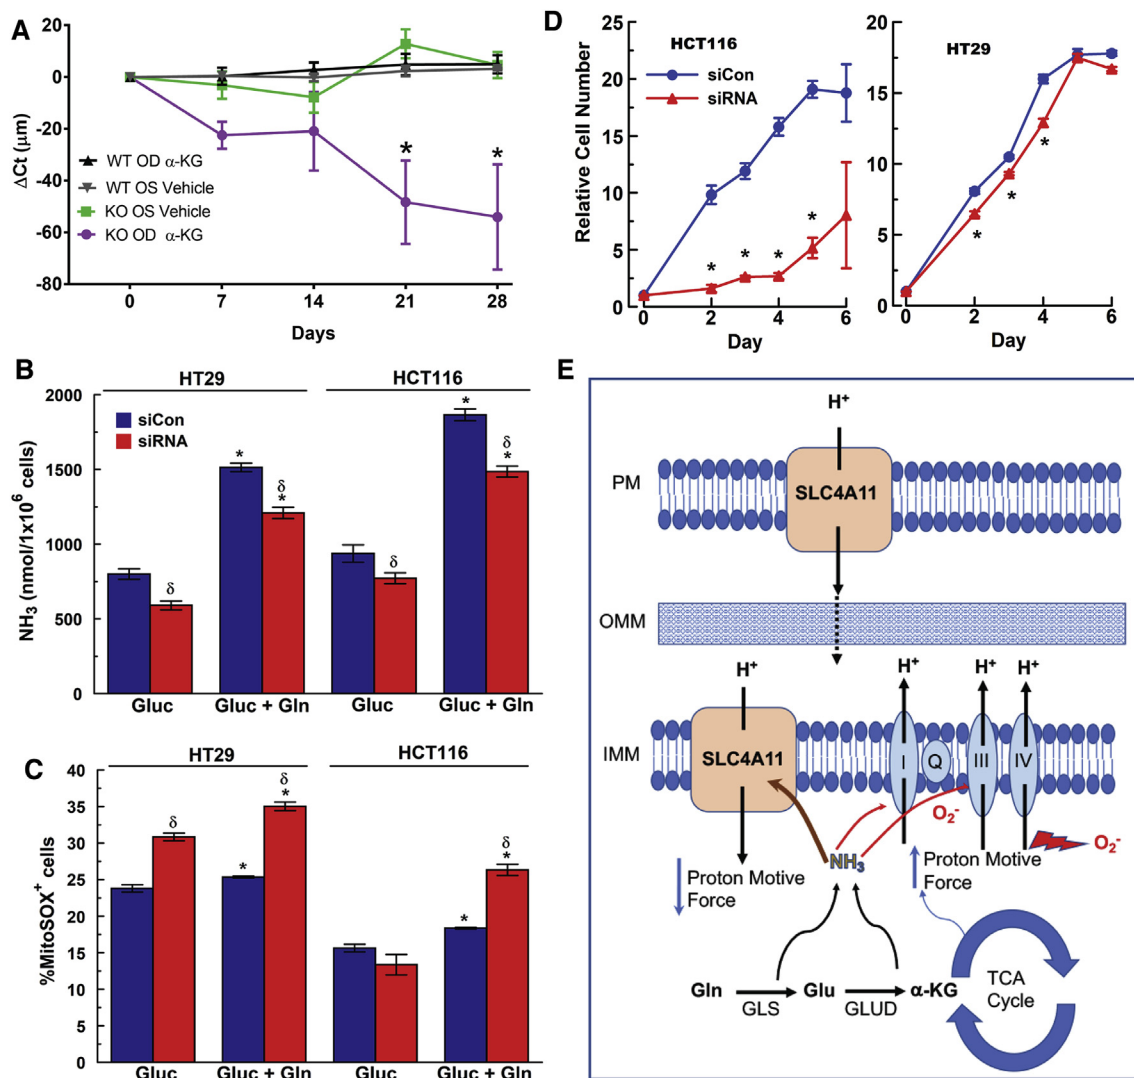 A
20
0
-20
-40
-60
-80
ΔCt (μm)
WT OD α-KG
WT OS Vehicle
KO OS Vehicle
KO OD α-KG
*
*
0
7
14
21
28
Days
D
25
20
15
10
5
0
Relative Cell Number
HCT116
siCon
siRNA
*
*
*
*
0
2
4
6
Day
20
15
10
5
0
HT29
*
*
*
0
2
4
6
Day
B
HT29
HCT116
2000
1500
1000
500
0
NH3 (nmol/1x10⁶ cells)
siCon
siRNA
δ
*
δ
*
δ
*
δ
*
Gluc
Gluc + Gln
Gluc
Gluc + Gln
C
HT29
HCT116
40
35
30
25
20
15
10
5
0
%MitoSOX⁺ cells
δ
*
δ
*
*
δ
*
Gluc
Gluc + Gln
Gluc
Gluc + Gln
E
H⁺
PM
SLC4A11
OMM
H⁺
H⁺
H⁺
H⁺
IMM
SLC4A11
I
Q
III
IV
O₂⁻
O₂⁻
NH₃
Proton Motive
Force
Proton Motive
Force
Gln
GLS
Glu
GLUD
α-KG
TCA
Cycle